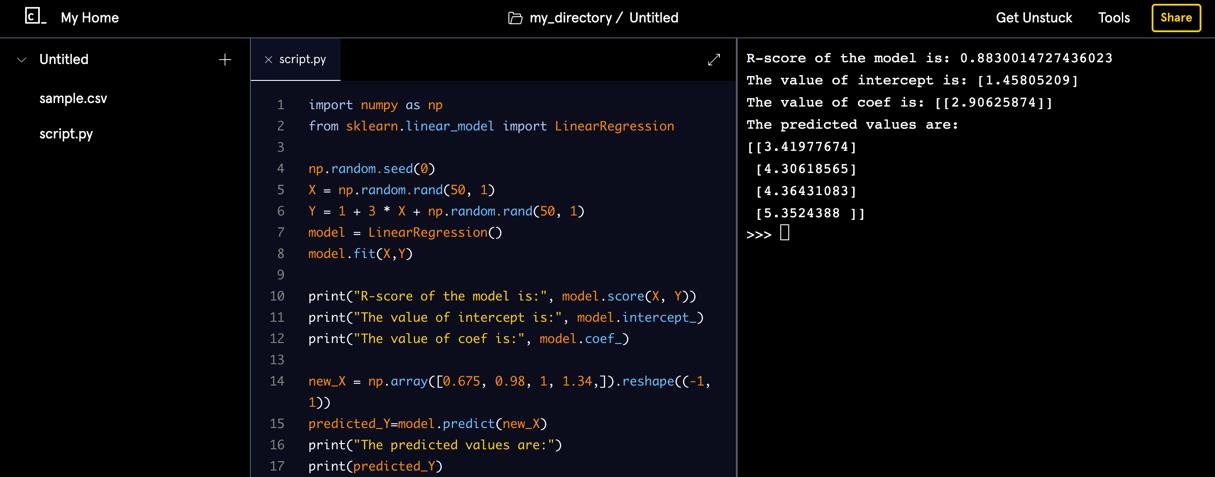 C_ My Home my_directory / Untitled Get Unstuck Tools Share
Untitled +
sample.csv
script.py
× script.py
1 import numpy as np
2 from sklearn.linear_model import LinearRegression
3
4 np.random.seed(0)
5 X = np.random.rand(50, 1)
6 Y = 1 + 3 * X + np.random.rand(50, 1)
7 model = LinearRegression()
8 model.fit(X,Y)
9
10 print("R-score of the model is:", model.score(X, Y))
11 print("The value of intercept is:", model.intercept_)
12 print("The value of coef is:", model.coef_)
13
14 new_X = np.array([0.675, 0.98, 1, 1.34,]).reshape((-1,
1))
15 predicted_Y=model.predict(new_X)
16 print("The predicted values are:")
17 print(predicted_Y)
R-score of the model is: 0.8830014727436023
The value of intercept is: [1.45805209]
The value of coef is: [[2.90625874]]
The predicted values are:
[[3.41977674]
[4.30618565]
[4.36431083]
[5.3524388 ]]
>>>